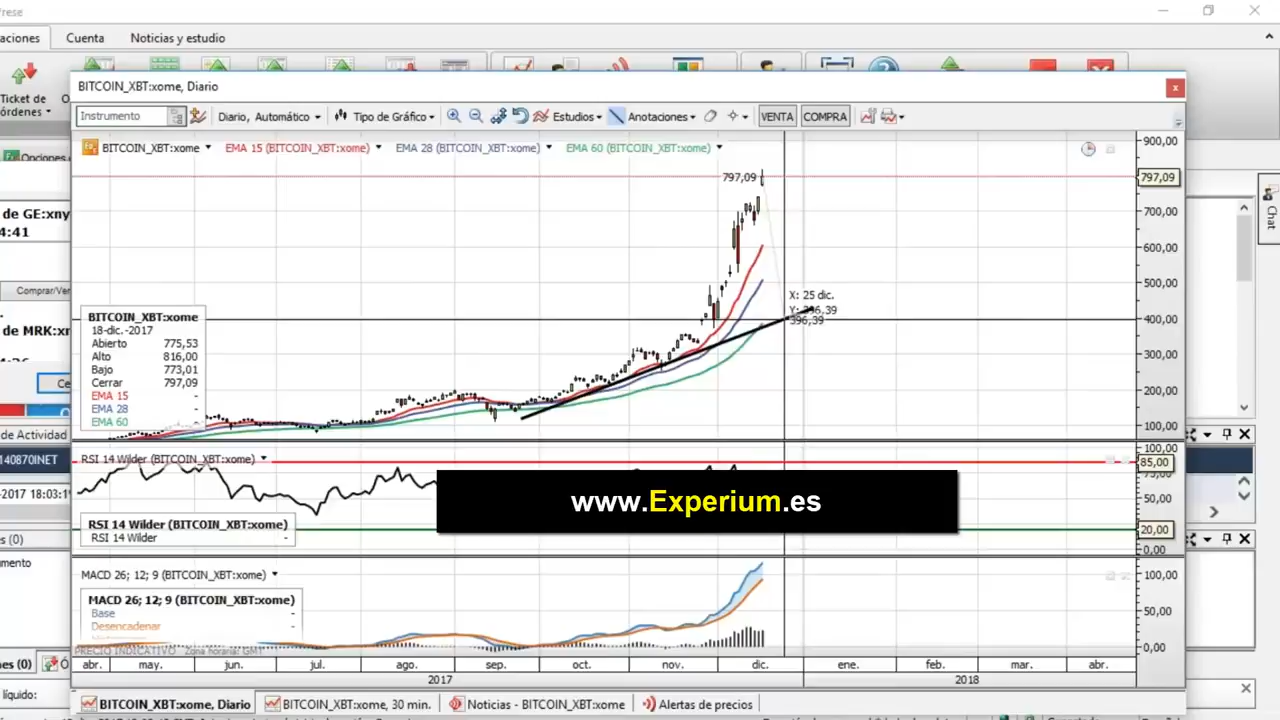 aciones Cuenta Noticias y estudio
Ticket de
órdenes
BITCOIN_XBT:xome, Diario
Instrumento Diario, Automático Tipo de Gráfico Estudios Anotaciones VENTA COMPRA
BITCOIN_XBT:xome EMA 15 (BITCOIN_XBT:xome) EMA 28 (BITCOIN_XBT:xome) EMA 60 (BITCOIN_XBT:xome)
900,00
797,09
797,09
700,00
600,00
500,00
400,00
300,00
200,00
100,00
X: 25 dic.
396,39
de GE:xny
4:41
Comprar/Ver
de MRK:xn
BITCOIN_XBT:xome
18-dic.-2017
Abierto 775,53
Alto 816,00
Bajo 773,01
Cerrar 797,09
EMA 15 -
EMA 28 -
EMA 60 -
Chat
de Actividad
140870INET
-2017 18:03:19
RSI 14 Wilder (BITCOIN_XBT:xome)
100,00
85,00
50,00
20,00
0,00
RSI 14 Wilder (BITCOIN_XBT:xome)
RSI 14 Wilder -
www.Experium.es
MACD 26; 12; 9 (BITCOIN_XBT:xome)
100,00
50,00
0,00
MACD 26; 12; 9 (BITCOIN_XBT:xome)
Base -
Desencadenar -
PRECIO INDICATIVO Zona horaria: GMT
abr. may. jun. jul. ago. sep. oct. nov. dic. ene. feb. mar. abr.
2017 2018
BITCOIN_XBT:xome, Diario BITCOIN_XBT:xome, 30 min. Noticias - BITCOIN_XBT:xome Alertas de precios
líquido: